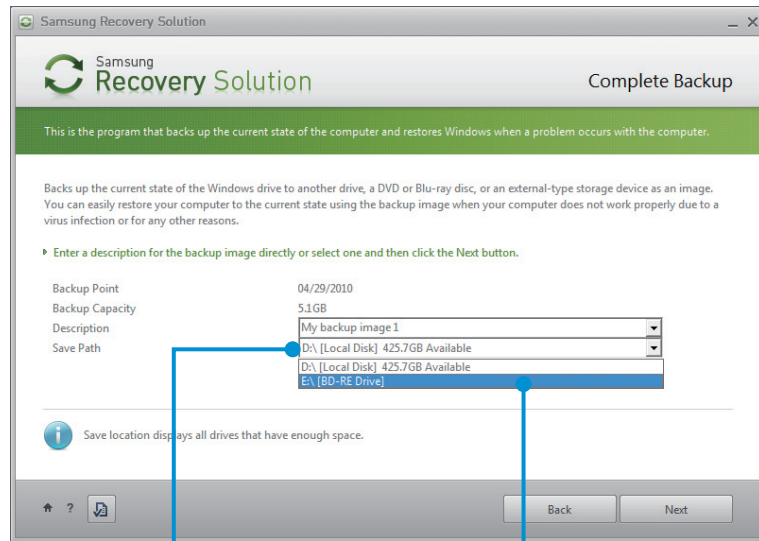 Samsung Recovery Solution
Samsung
Recovery Solution
Complete Backup
This is the program that backs up the current state of the computer and restores Windows when a problem occurs with the computer.
Backs up the current state of the Windows drive to another drive, a DVD or Blu-ray disc, or an external-type storage device as an image.
You can easily restore your computer to the current state using the backup image when your computer does not work properly due to a
virus infection or for any other reasons.
Enter a description for the backup image directly or select one and then click the Next button.
Backup Point 04/29/2010
Backup Capacity 5.1GB
Description My backup image 1
Save Path D:\ [Local Disk] 425.7GB Available
D:\ [Local Disk] 425.7GB Available
E:\ [BD-RE Drive]
Save location displays all drives that have enough space.
? Back Next